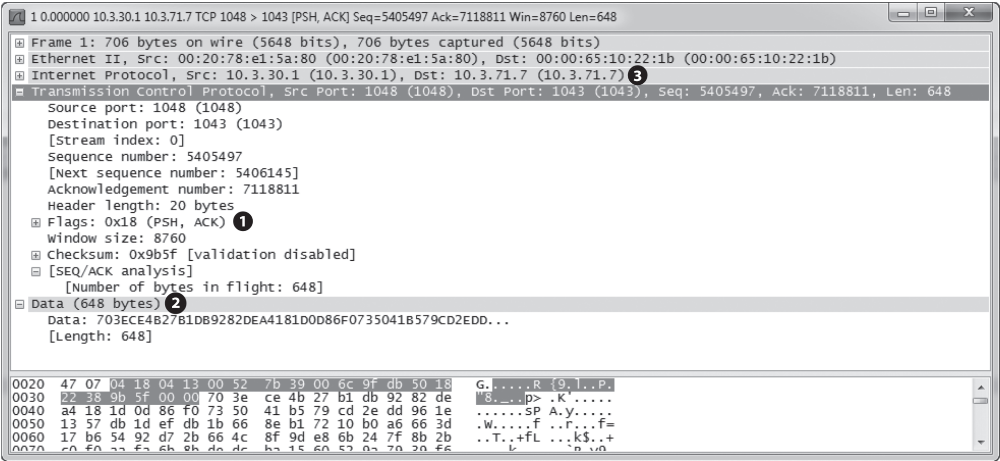 1 0.000000 10.3.30.1 10.3.71.7 TCP 1048 > 1043 [PSH, ACK] Seq=5405497 Ack=7118811 Win=8760 Len=648
Frame 1: 706 bytes on wire (5648 bits), 706 bytes captured (5648 bits)
Ethernet II, Src: 00:20:78:e1:5a:80 (00:20:78:e1:5a:80), Dst: 00:00:65:10:22:1b (00:00:65:10:22:1b)
Internet Protocol, Src: 10.3.30.1 (10.3.30.1), Dst: 10.3.71.7 (10.3.71.7) 3
Transmission Control Protocol, Src Port: 1048 (1048), Dst Port: 1043 (1043), Seq: 5405497, Ack: 7118811, Len: 648
Source port: 1048 (1048)
Destination port: 1043 (1043)
[Stream index: 0]
Sequence number: 5405497
[Next sequence number: 5406145]
Acknowledgement number: 7118811
Header length: 20 bytes
Flags: 0x18 (PSH, ACK) 1
Window size: 8760
Checksum: 0x9b5f [validation disabled]
[SEQ/ACK analysis]
[Number of bytes in flight: 648]
Data (648 bytes) 2
Data: 703ECE4B27B1DB9282DEA4181D0D86F0735041B579CD2EDD...
[Length: 648]
0020 47 07 04 18 04 13 00 52 7b 39 00 6c 9f db 50 18 G......R {9.l..P.
0030 22 38 9b 5f 00 00 70 3e ce 4b 27 b1 db 92 82 de "8._..p> .K'.....
0040 a4 18 1d 0d 86 f0 73 50 41 b5 79 cd 2e dd 96 1e ......sP A.y.....
0050 13 57 db 1d ef db 1b 66 8e b1 72 10 b0 a6 66 3d .W.....f ..r...f=
0060 17 b6 54 92 d7 2b 66 4c 8f 9d e8 6b 24 7f 8b 2b ..T..+fL ...k$..+